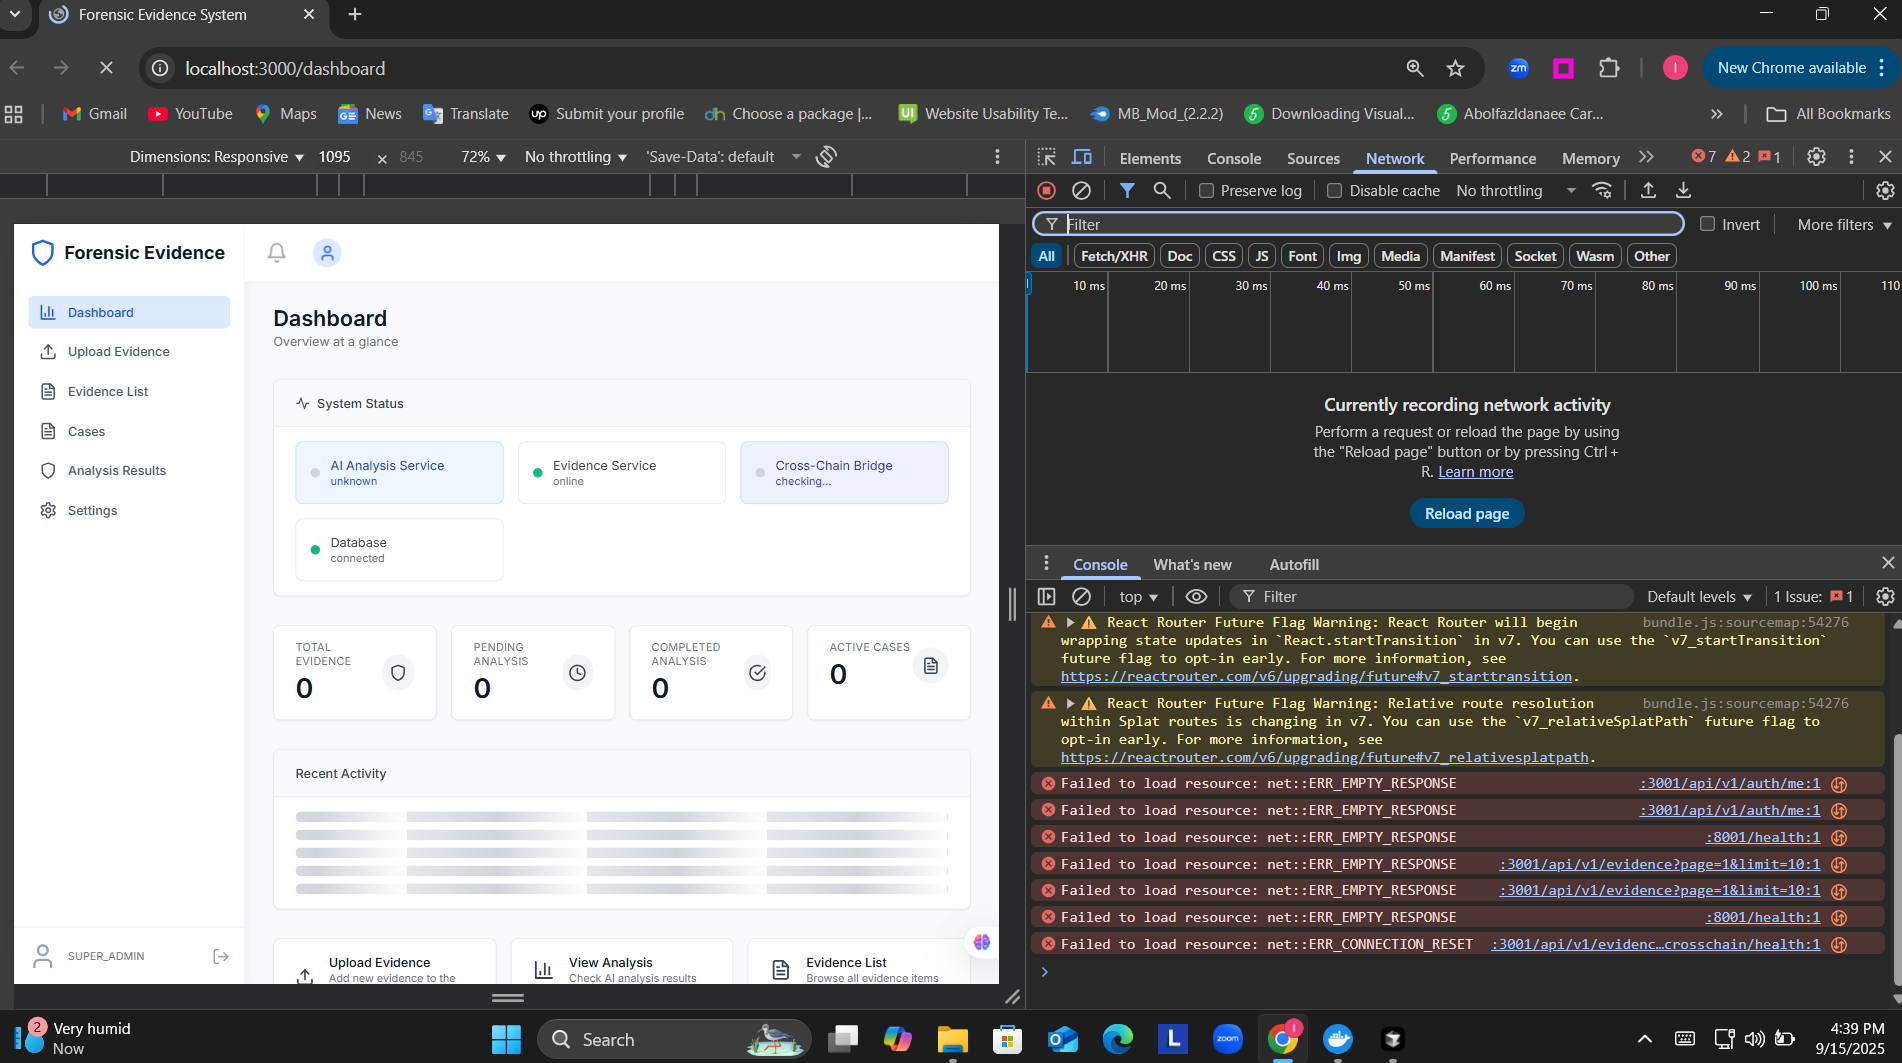 Forensic Evidence System
localhost:3000/dashboard
New Chrome available
Gmail
YouTube
Maps
News
Translate
Submit your profile
Choose a package |...
Website Usability Te...
MB_Mod_(2.2.2)
Downloading Visual...
Abolfazldanaee Car...
All Bookmarks
Dimensions: Responsive
1095
845
72%
No throttling
'Save-Data': default
Forensic Evidence
Dashboard
Upload Evidence
Evidence List
Cases
Analysis Results
Settings
SUPER_ADMIN
Dashboard
Overview at a glance
System Status
AI Analysis Service
unknown
Evidence Service
online
Cross-Chain Bridge
checking...
Database
connected
TOTAL
EVIDENCE
0
PENDING
ANALYSIS
0
COMPLETED
ANALYSIS
0
ACTIVE CASES
0
Recent Activity
Upload Evidence
Add new evidence to the
View Analysis
Check AI analysis results
Evidence List
Browse all evidence items
Elements
Console
Sources
Network
Performance
Memory
7
2
1
Preserve log
Disable cache
No throttling
Filter
Invert
More filters
All
Fetch/XHR
Doc
CSS
JS
Font
Img
Media
Manifest
Socket
Wasm
Other
10 ms
20 ms
30 ms
40 ms
50 ms
60 ms
70 ms
80 ms
90 ms
100 ms
110
Currently recording network activity
Perform a request or reload the page by using
the "Reload page" button or by pressing Ctrl +
R. Learn more
Reload page
Console
What's new
Autofill
top
Filter
Default levels
1 Issue:
1
React Router Future Flag Warning: React Router will begin bundle.js:sourcemap:54276
wrapping state updates in `React.startTransition` in v7. You can use the `v7_startTransition`
future flag to opt-in early. For more information, see
https://reactrouter.com/v6/upgrading/future#v7_starttransition.
React Router Future Flag Warning: Relative route resolution bundle.js:sourcemap:54276
within Splat routes is changing in v7. You can use the `v7_relativeSplatPath` future flag to
opt-in early. For more information, see
https://reactrouter.com/v6/upgrading/future#v7_relativesplatpath.
Failed to load resource: net::ERR_EMPTY_RESPONSE :3001/api/v1/auth/me:1
Failed to load resource: net::ERR_EMPTY_RESPONSE :3001/api/v1/auth/me:1
Failed to load resource: net::ERR_EMPTY_RESPONSE :8001/health:1
Failed to load resource: net::ERR_EMPTY_RESPONSE :3001/api/v1/evidence?page=1&limit=10:1
Failed to load resource: net::ERR_EMPTY_RESPONSE :3001/api/v1/evidence?page=1&limit=10:1
Failed to load resource: net::ERR_EMPTY_RESPONSE :8001/health:1
Failed to load resource: net::ERR_CONNECTION_RESET :3001/api/v1/evidenc…crosschain/health:1
2
Very humid
Now
Search
zoom
4:39 PM
9/15/2025